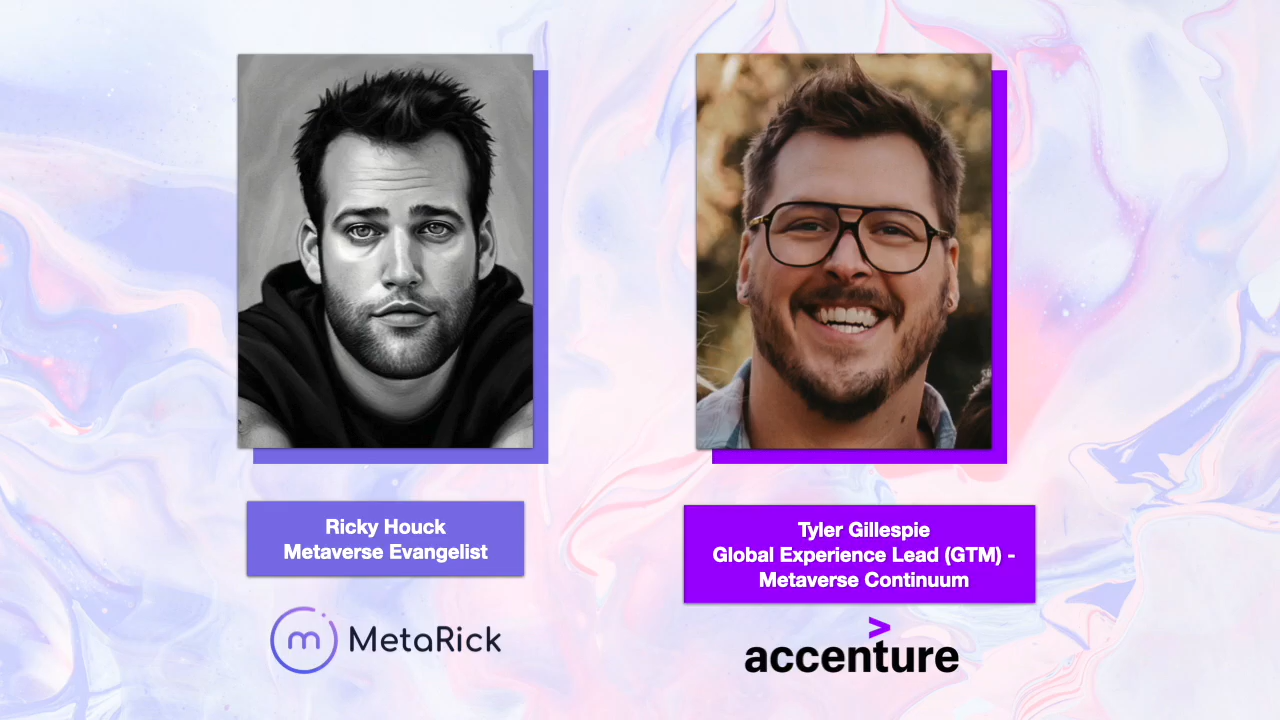 Ricky Houck
Metaverse Evangelist
m MetaRick
Tyler Gillespie
Global Experience Lead (GTM) -
Metaverse Continuum
>
accenture